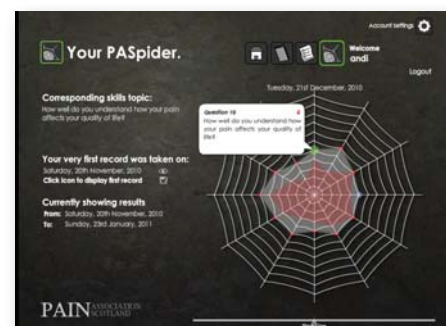 Account Settings
Your PASpider.
Welcome
andi
Logout
Corresponding skills topic:
How well do you understand how your pain
affects your quality of life?
Tuesday, 21st December, 2010
Question 10
How well do you understand how
your pain affects your quality of
life?
Your very first record was taken on:
Saturday, 20th November, 2010
Click icon to display first record
Currently showing results
From: Saturday, 20th November, 2010
To: Sunday, 23rd January, 2011
PAIN ASSOCIATION
SCOTLAND